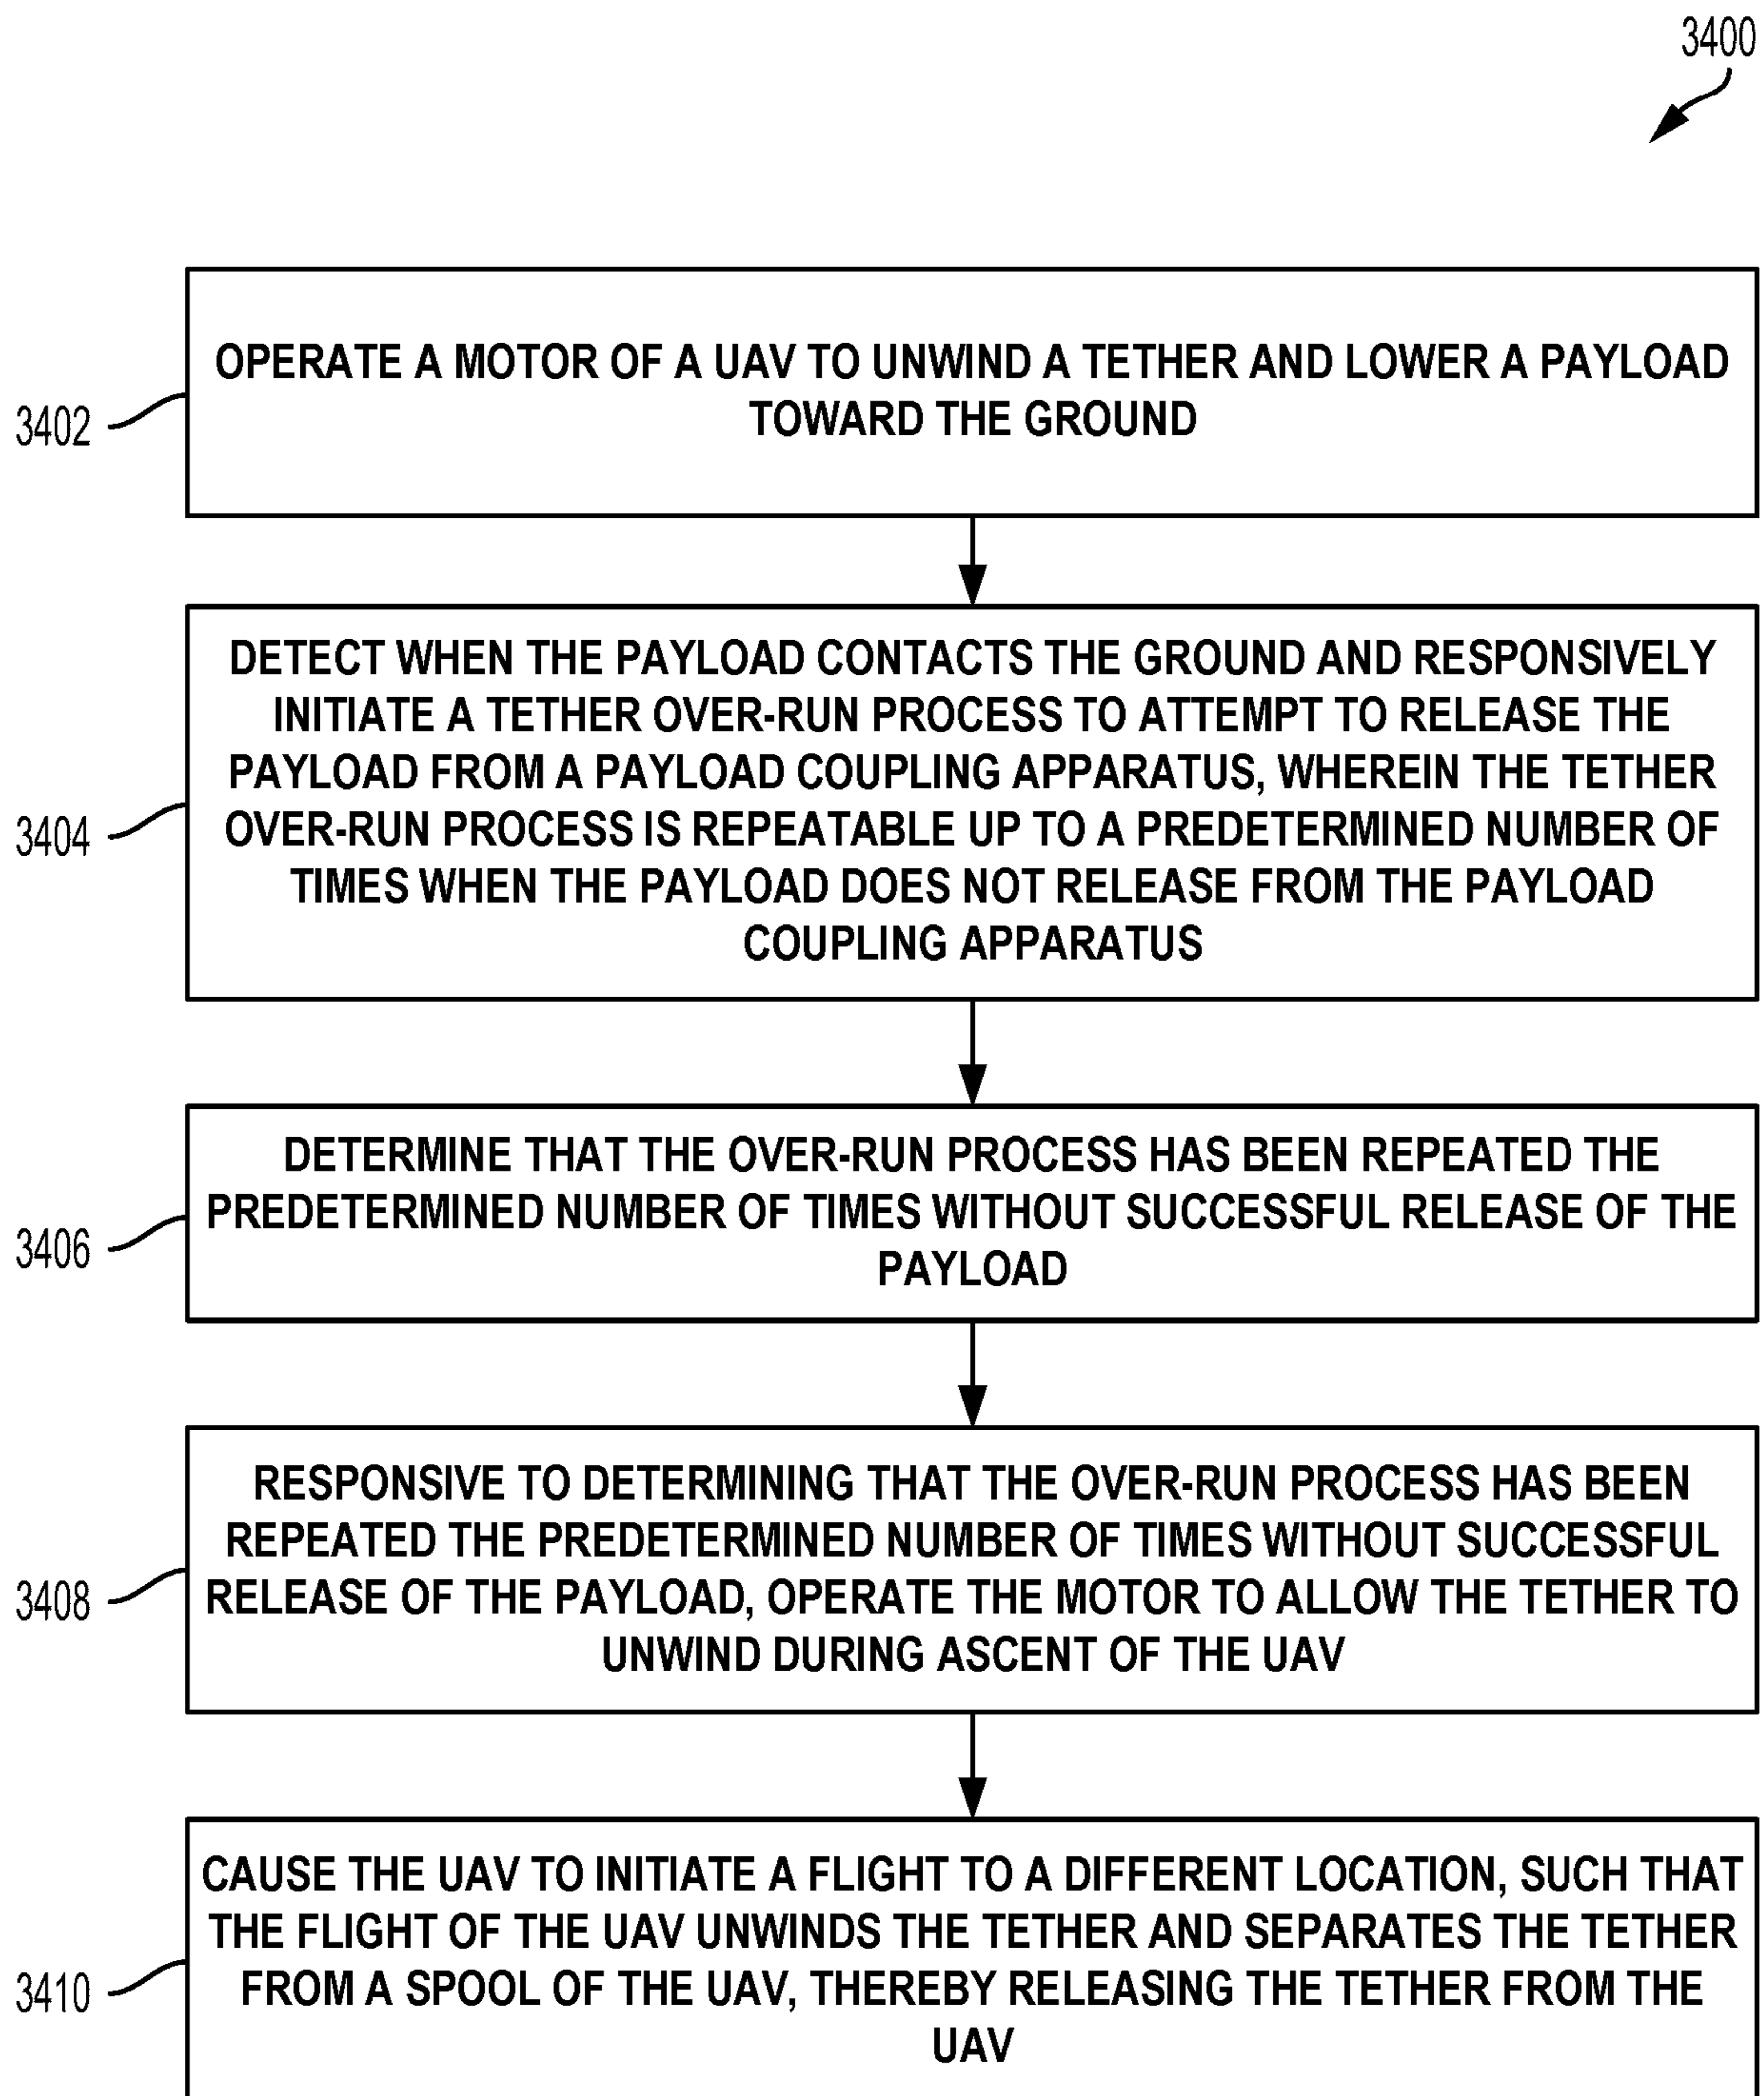 3400
3402
OPERATE A MOTOR OF A UAV TO UNWIND A TETHER AND LOWER A PAYLOAD
TOWARD THE GROUND
3404
DETECT WHEN THE PAYLOAD CONTACTS THE GROUND AND RESPONSIVELY
INITIATE A TETHER OVER-RUN PROCESS TO ATTEMPT TO RELEASE THE
PAYLOAD FROM A PAYLOAD COUPLING APPARATUS, WHEREIN THE TETHER
OVER-RUN PROCESS IS REPEATABLE UP TO A PREDETERMINED NUMBER OF
TIMES WHEN THE PAYLOAD DOES NOT RELEASE FROM THE PAYLOAD
COUPLING APPARATUS
3406
DETERMINE THAT THE OVER-RUN PROCESS HAS BEEN REPEATED THE
PREDETERMINED NUMBER OF TIMES WITHOUT SUCCESSFUL RELEASE OF THE
PAYLOAD
3408
RESPONSIVE TO DETERMINING THAT THE OVER-RUN PROCESS HAS BEEN
REPEATED THE PREDETERMINED NUMBER OF TIMES WITHOUT SUCCESSFUL
RELEASE OF THE PAYLOAD, OPERATE THE MOTOR TO ALLOW THE TETHER TO
UNWIND DURING ASCENT OF THE UAV
3410
CAUSE THE UAV TO INITIATE A FLIGHT TO A DIFFERENT LOCATION, SUCH THAT
THE FLIGHT OF THE UAV UNWINDS THE TETHER AND SEPARATES THE TETHER
FROM A SPOOL OF THE UAV, THEREBY RELEASING THE TETHER FROM THE
UAV